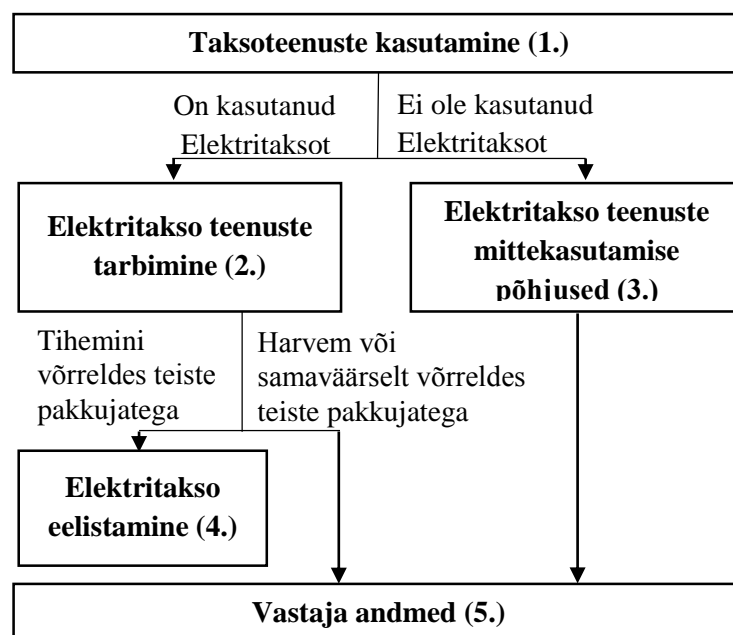 Taksoteenuste kasutamine (1.)
On kasutanud
Elektritaksot
Ei ole kasutanud
Elektritaksot
Elektritakso teenuste
tarbimine (2.)
Elektritakso teenuste
mittekasutamise
põhjused (3.)
Tihemini
võrreldes teiste
pakkujatega
Harvem või
samaväärselt võrreldes
teiste pakkujatega
Elektritakso
eelistamine (4.)
Vastaja andmed (5.)